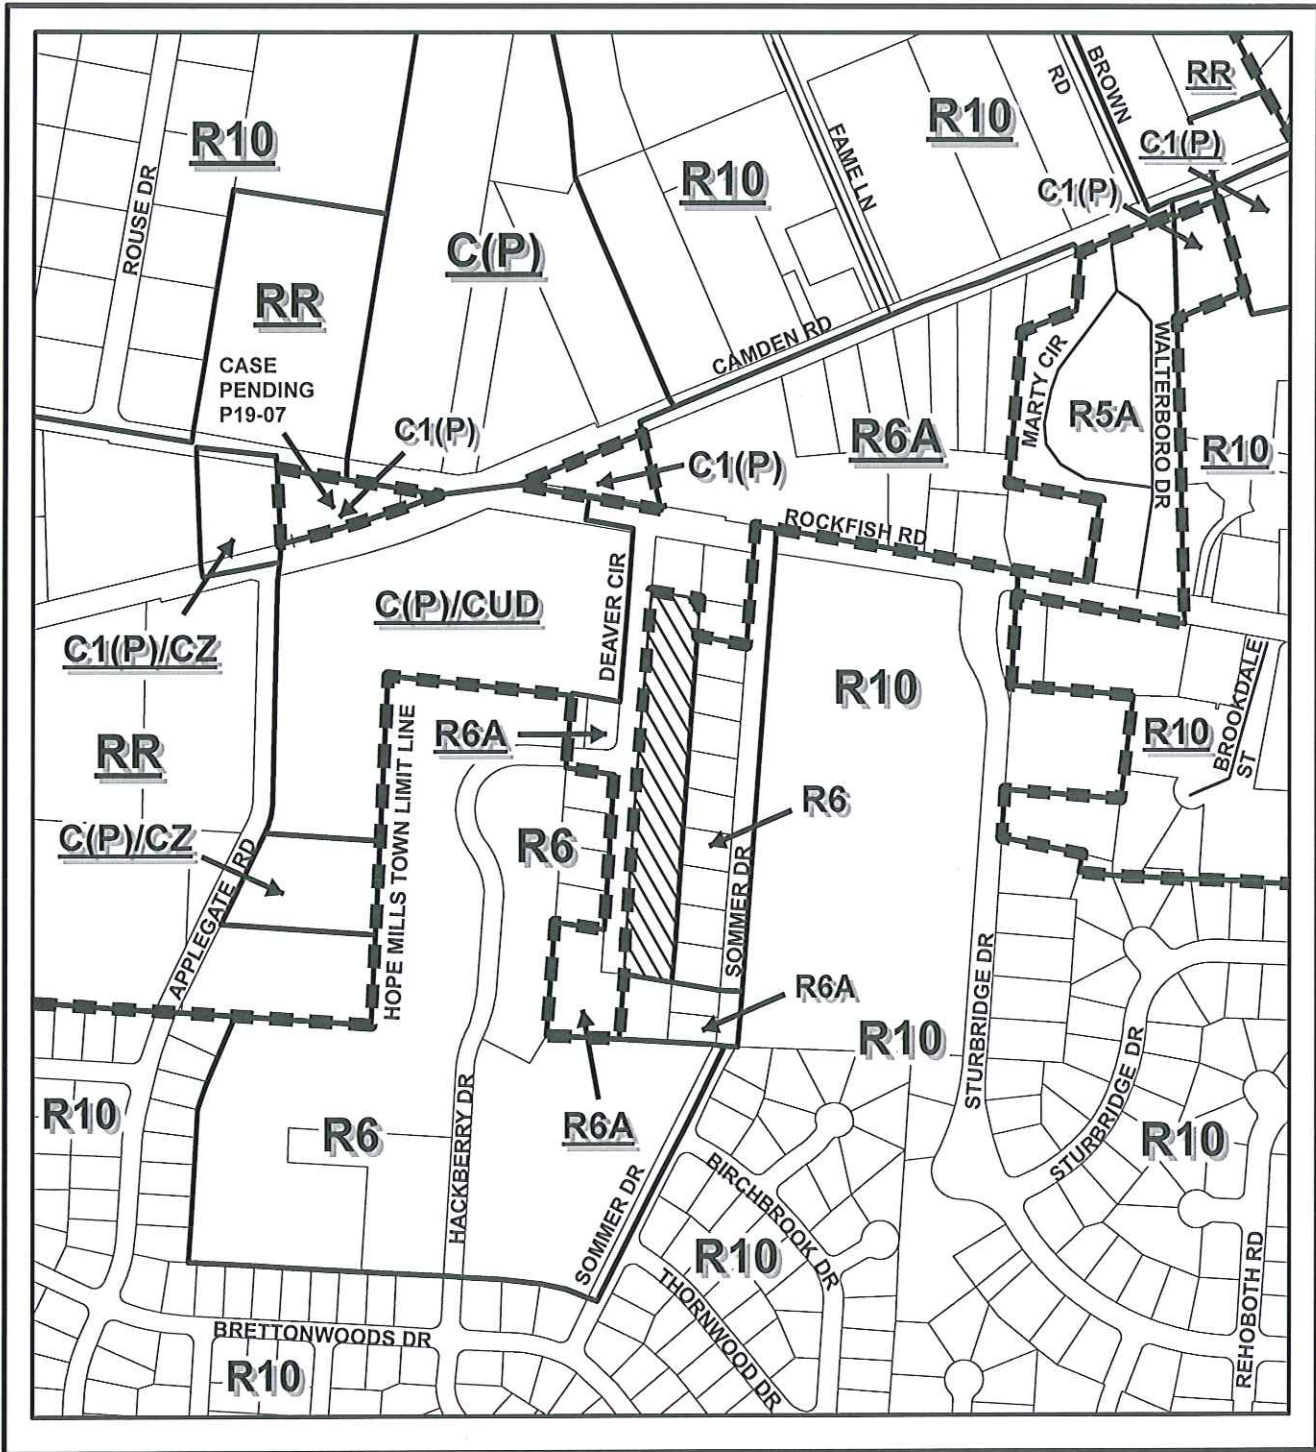 BROWN
RD
RR
R10
R10
C1(P)
FAME LN
R10
C1(P)
ROUSE DR
C(P)
RR
CAMDEN RD
CASE
PENDING
P19-07
MARTY CIR
WALTERBORO DR
R5A
C1(P)
R6A
R10
C1(P)
ROCKFISH RD
DEAVER CIR
C(P)/CUD
C1(P)/CZ
R10
BROOKDALE
ST
R6A
HOPE MILLS TOWN LIMIT LINE
R10
RR
R6
C(P)/CZ
R6
SOMMER DR
APPLEGATE RD
R6A
STURBRIDGE DR
R10
HACKBERRY DR
STURBRIDGE DR
R10
R6A
R6
R10
BIRCHBROOK DR
SOMMER DR
R10
THORNWOOD DR
REHOBOTH RD
BRETTONWOODS DR
R10